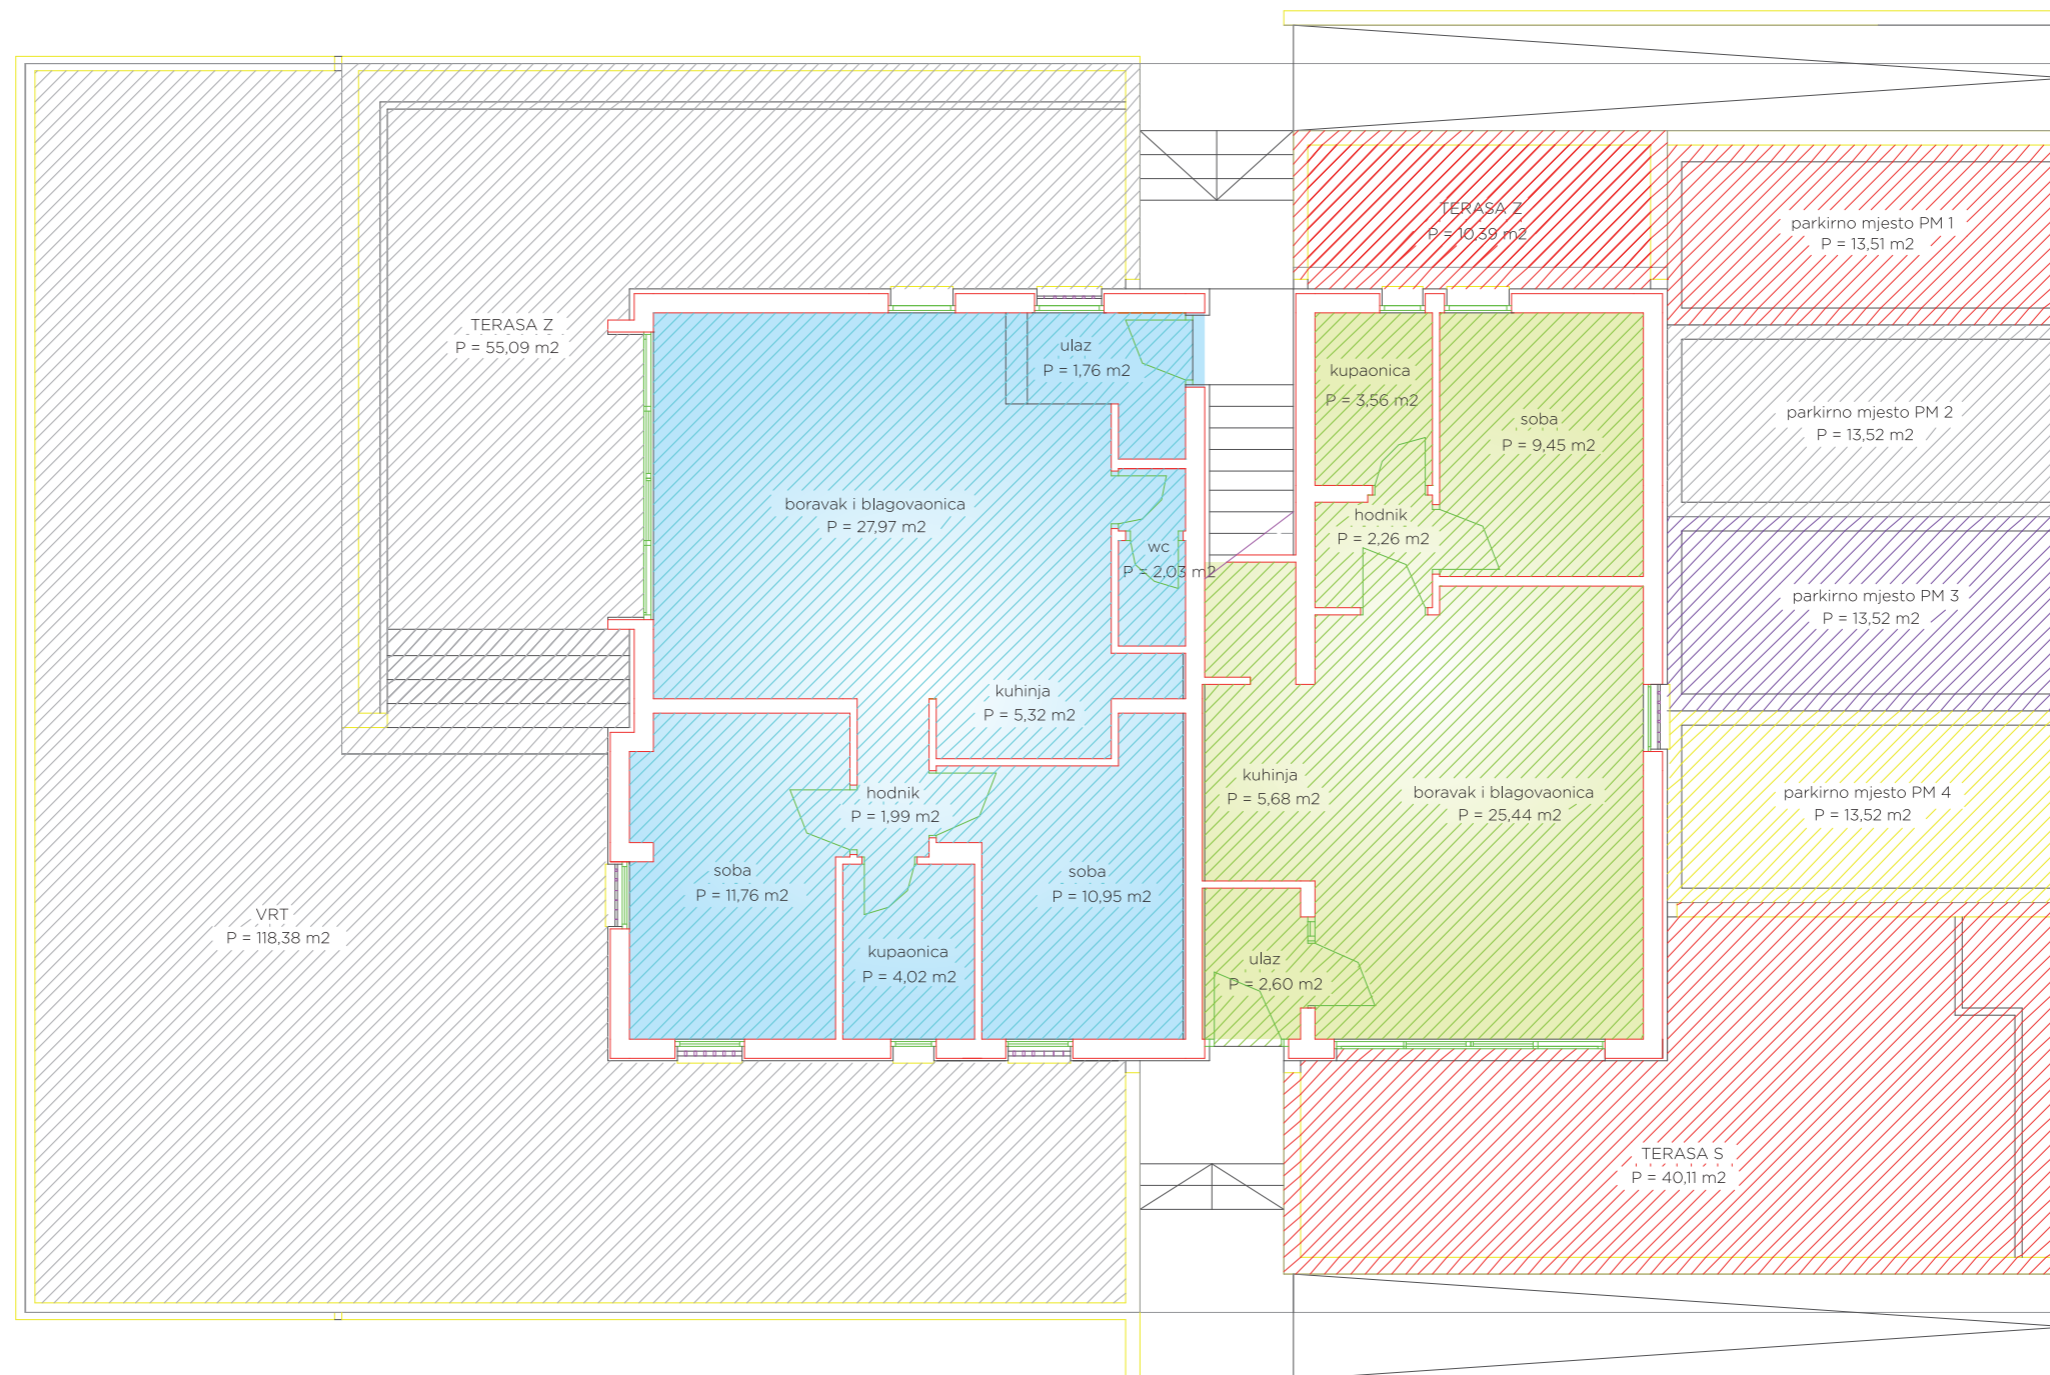 TERASA Z
P = 55,09 m2
VRT
P = 118,38 m2
ulaz
P = 1,76 m2
boravak i blagovaonica
P = 27,97 m2
wc
P = 2,03 m2
kuhinja
P = 5,32 m2
hodnik
P = 1,99 m2
soba
P = 11,76 m2
kupaonica
P = 4,02 m2
soba
P = 10,95 m2
TERASA Z
P = 10,39 m2
kupaonica
P = 3,56 m2
soba
P = 9,45 m2
hodnik
P = 2,26 m2
kuhinja
P = 5,68 m2
boravak i blagovaonica
P = 25,44 m2
ulaz
P = 2,60 m2
parkirno mjesto PM 1
P = 13,51 m2
parkirno mjesto PM 2
P = 13,52 m2
parkirno mjesto PM 3
P = 13,52 m2
parkirno mjesto PM 4
P = 13,52 m2
TERASA S
P = 40,11 m2